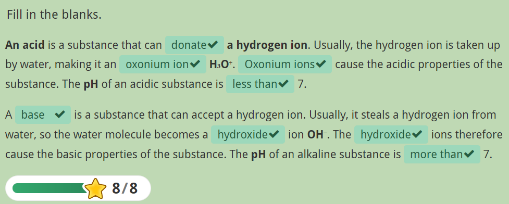 Fill in the blanks.
An acid is a substance that can donate✔ a hydrogen ion. Usually, the hydrogen ion is taken up
by water, making it an oxonium ion✔ H₃O⁺. Oxonium ions✔ cause the acidic properties of the
substance. The pH of an acidic substance is less than✔ 7.
A base ✔ is a substance that can accept a hydrogen ion. Usually, it steals a hydrogen ion from
water, so the water molecule becomes a hydroxide✔ ion OH⁻. The hydroxide✔ ions therefore
cause the basic properties of the substance. The pH of an alkaline substance is more than✔ 7.
8/8